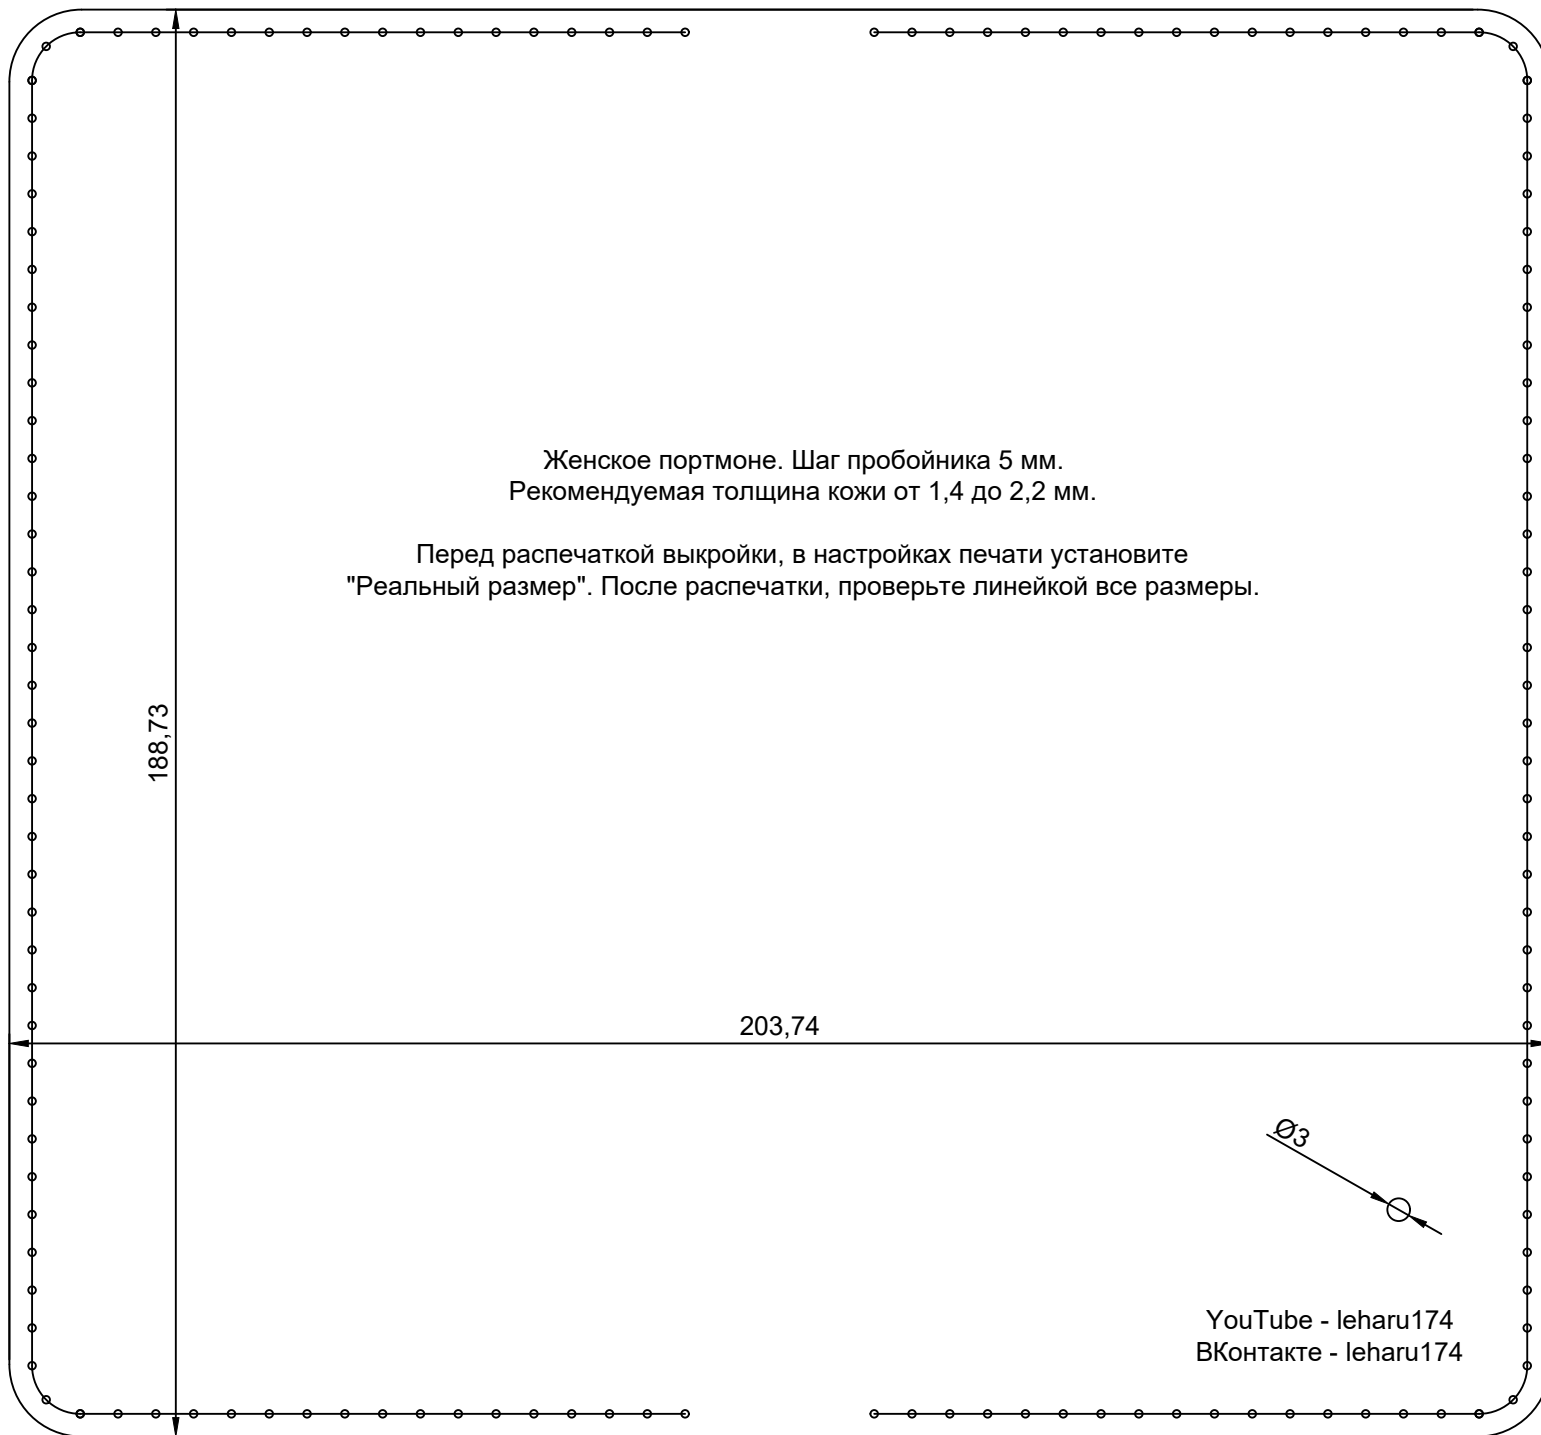 Женское портмоне. Шаг пробойника 5 мм.
Рекомендуемая толщина кожи от 1,4 до 2,2 мм.
Перед распечаткой выкройки, в настройках печати установите
"Реальный размер". После распечатки, проверьте линейкой все размеры.
188,73
203,74
Ø3
YouTube - leharu174
ВКонтакте - leharu174